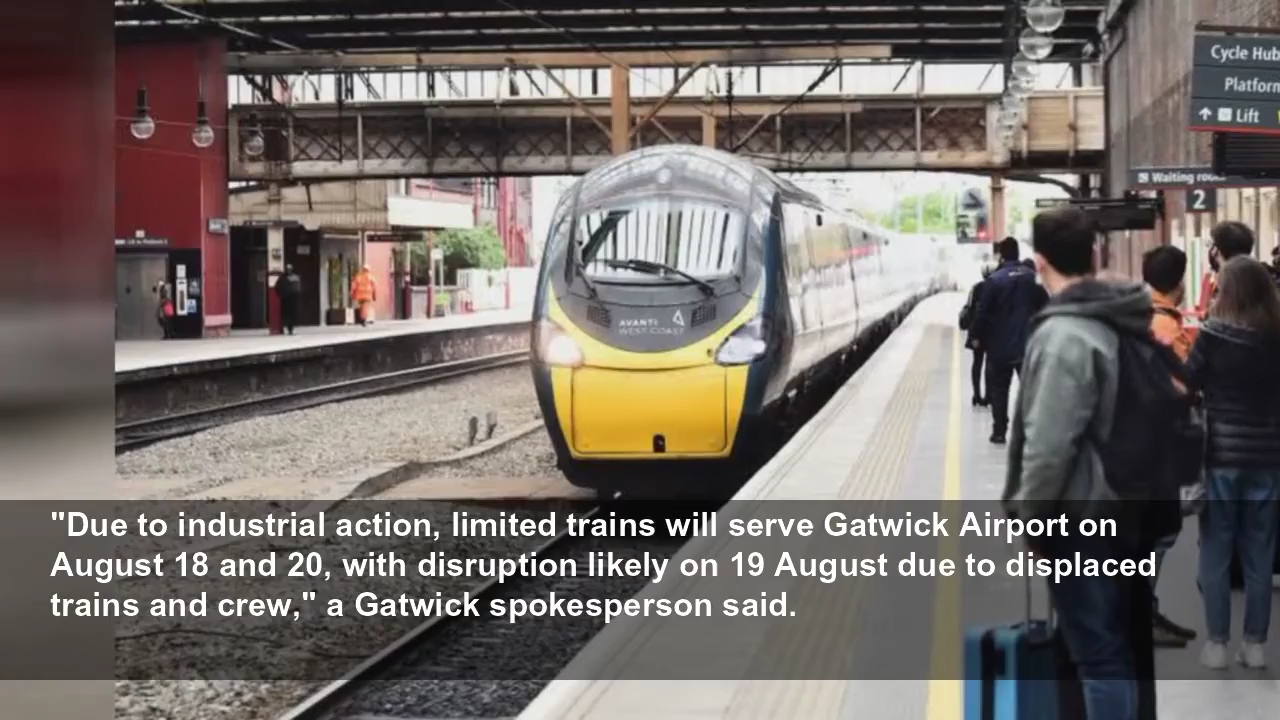 Cycle Hub
Platform
Lift
Waiting room
2
AVANTI
WEST COAST
"Due to industrial action, limited trains will serve Gatwick Airport on
August 18 and 20, with disruption likely on 19 August due to displaced
trains and crew," a Gatwick spokesperson said.